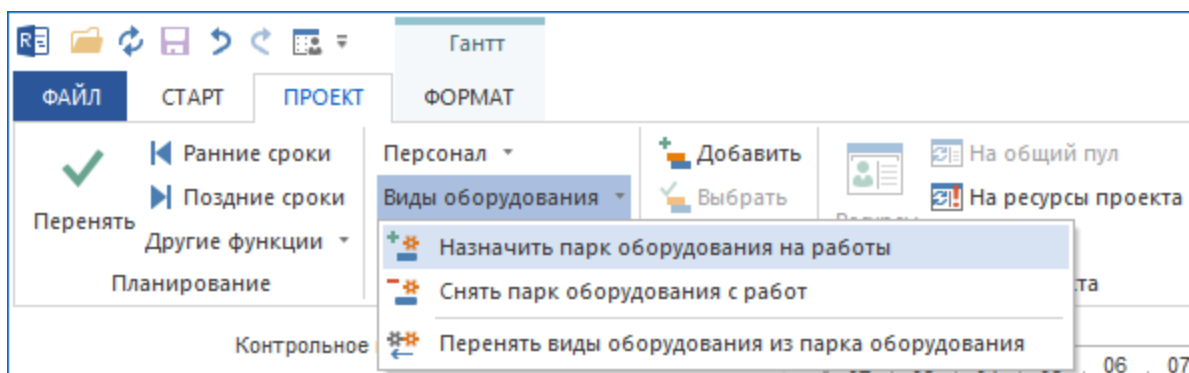 Гантт
ФАЙЛ СТАРТ ПРОЕКТ ФОРМАТ
Ранние сроки Персонал Добавить На общий пул
Поздние сроки Виды оборудования Выбрать На ресурсы проекта
Перенять
Другие функции Назначить парк оборудования на работы
Планирование Снять парк оборудования с работ
Контрольное Перенять виды оборудования из парка оборудования
06 07